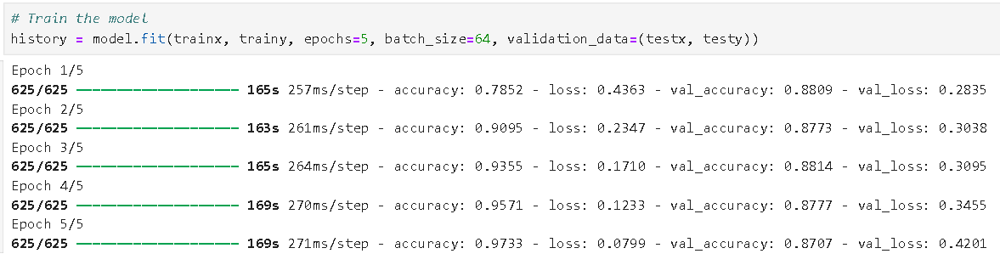 # Train the model
history = model.fit(trainx, trainy, epochs=5, batch_size=64, validation_data=(testx, testy))
Epoch 1/5
625/625 ━━━━━━━━━━━━━━━━━━━━ 165s 257ms/step - accuracy: 0.7852 - loss: 0.4363 - val_accuracy: 0.8809 - val_loss: 0.2835
Epoch 2/5
625/625 ━━━━━━━━━━━━━━━━━━━━ 163s 261ms/step - accuracy: 0.9095 - loss: 0.2347 - val_accuracy: 0.8773 - val_loss: 0.3038
Epoch 3/5
625/625 ━━━━━━━━━━━━━━━━━━━━ 165s 264ms/step - accuracy: 0.9355 - loss: 0.1710 - val_accuracy: 0.8814 - val_loss: 0.3095
Epoch 4/5
625/625 ━━━━━━━━━━━━━━━━━━━━ 169s 270ms/step - accuracy: 0.9571 - loss: 0.1233 - val_accuracy: 0.8777 - val_loss: 0.3455
Epoch 5/5
625/625 ━━━━━━━━━━━━━━━━━━━━ 169s 271ms/step - accuracy: 0.9733 - loss: 0.0799 - val_accuracy: 0.8707 - val_loss: 0.4201